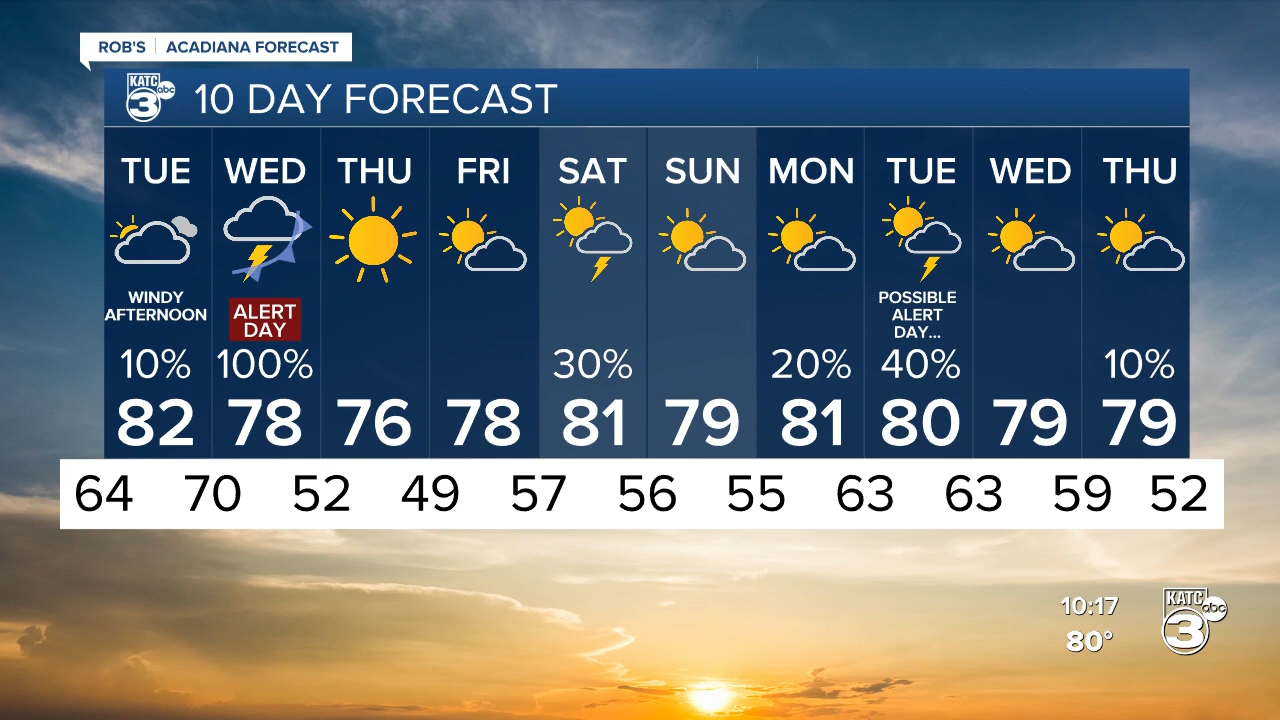 ROB'S ACADIANA FORECAST
KATC abc 3 10 DAY FORECAST
TUE WED THU FRI SAT SUN MON TUE WED THU
WINDY
AFTERNOON
ALERT
DAY
POSSIBLE
ALERT
DAY...
10% 100% 30% 20% 40% 10%
82 78 76 78 81 79 81 80 79 79
64 70 52 49 57 56 55 63 63 59 52
10:17
80°
KATC abc 3